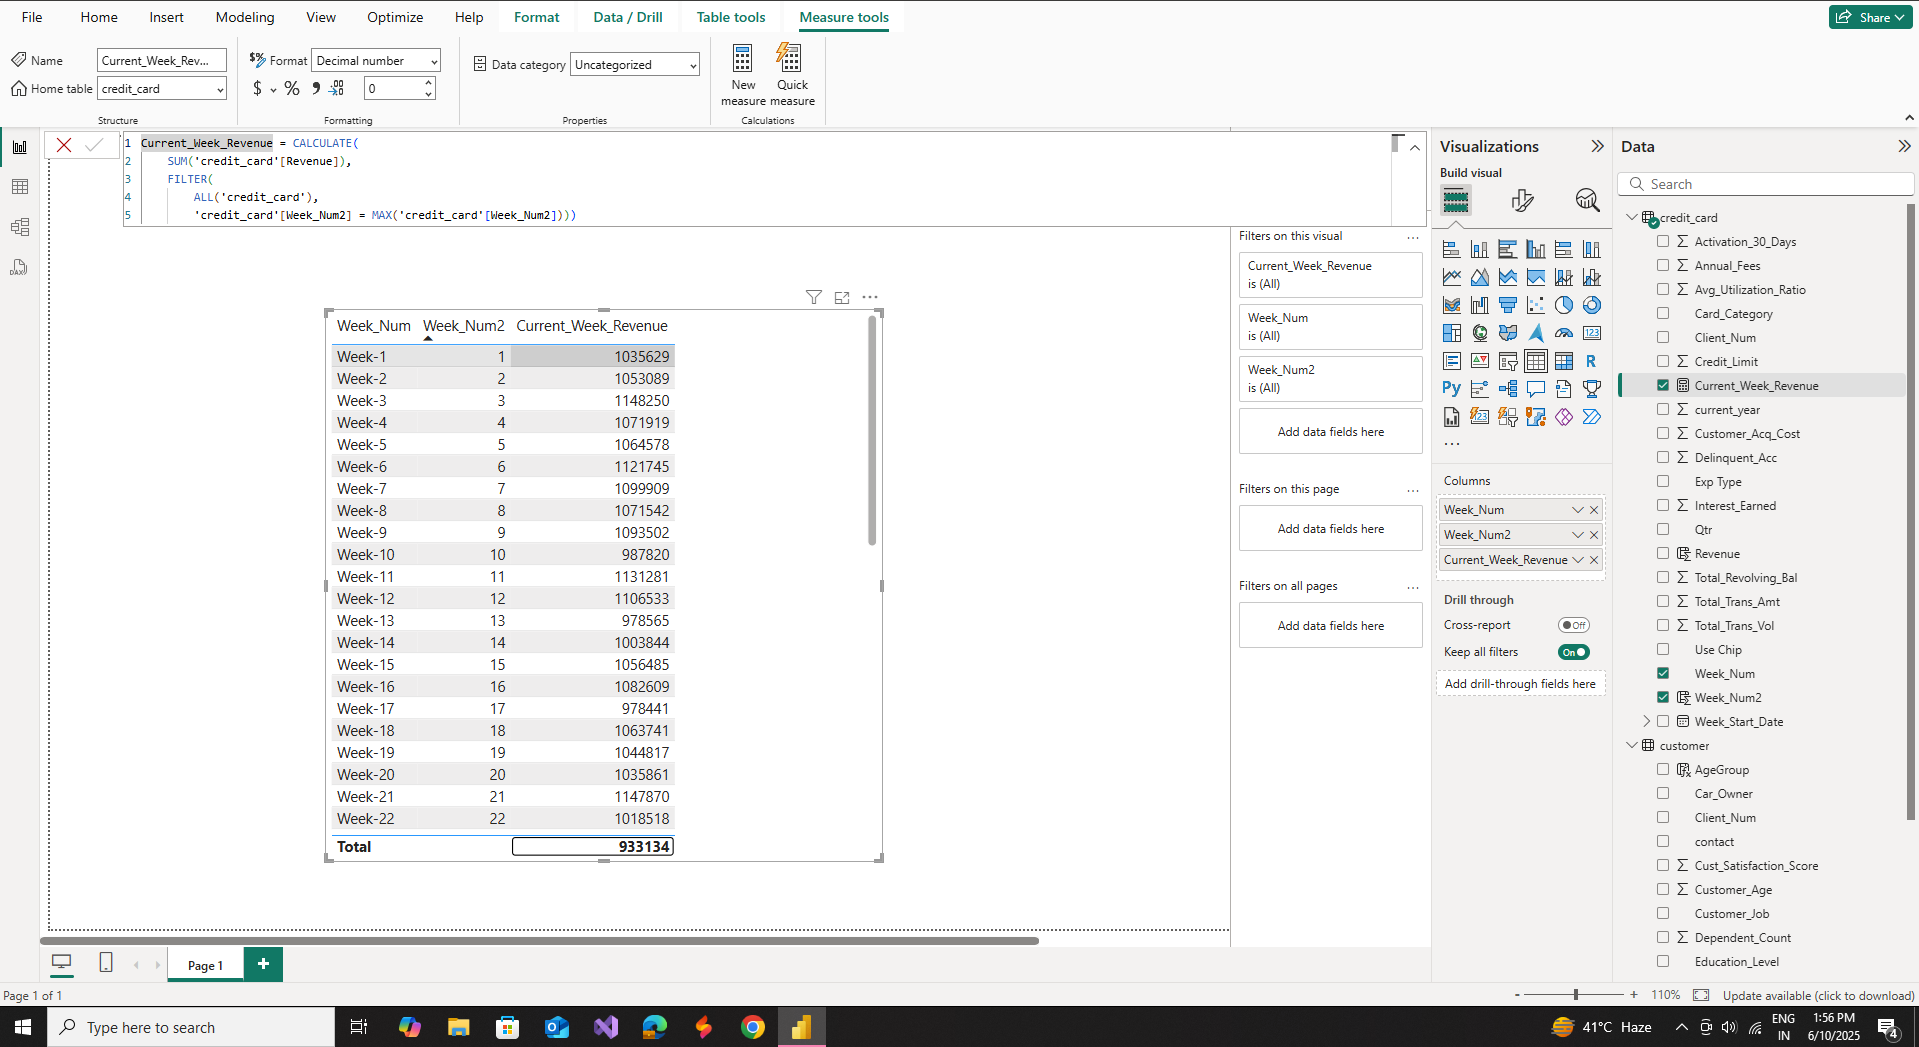 File Home Insert Modeling View Optimize Help Format Data / Drill Table tools Measure tools Share
Name Current_Week_Rev...
Home table credit_card
Structure
Format Decimal number
$ % 0
Formatting
Data category Uncategorized
Properties
New measure
Quick measure
Calculations
1 Current_Week_Revenue = CALCULATE(
2 SUM('credit_card'[Revenue]),
3 FILTER(
4 ALL('credit_card'),
5 'credit_card'[Week_Num2] = MAX('credit_card'[Week_Num2])))
Week_Num Week_Num2 Current_Week_Revenue
Week-1 1 1035629
Week-2 2 1053089
Week-3 3 1148250
Week-4 4 1071919
Week-5 5 1064578
Week-6 6 1121745
Week-7 7 1099909
Week-8 8 1071542
Week-9 9 1093502
Week-10 10 987820
Week-11 11 1131281
Week-12 12 1106533
Week-13 13 978565
Week-14 14 1003844
Week-15 15 1056485
Week-16 16 1082609
Week-17 17 978441
Week-18 18 1063741
Week-19 19 1044817
Week-20 20 1035861
Week-21 21 1147870
Week-22 22 1018518
Total 933134
Filters on this visual ...
Current_Week_Revenue
is (All)
Week_Num
is (All)
Week_Num2
is (All)
Add data fields here
Filters on this page ...
Add data fields here
Filters on all pages ...
Add data fields here
Visualizations
Build visual
123
R
Py
123
...
Columns
Week_Num
Week_Num2
Current_Week_Revenue
Drill through
Cross-report Off
Keep all filters On
Add drill-through fields here
Data
Search
credit_card
Activation_30_Days
Annual_Fees
Avg_Utilization_Ratio
Card_Category
Client_Num
Credit_Limit
Current_Week_Revenue
current_year
Customer_Acq_Cost
Delinquent_Acc
Exp Type
Interest_Earned
Qtr
Revenue
Total_Revolving_Bal
Total_Trans_Amt
Total_Trans_Vol
Use Chip
Week_Num
Week_Num2
Week_Start_Date
customer
AgeGroup
Car_Owner
Client_Num
contact
Cust_Satisfaction_Score
Customer_Age
Customer_Job
Dependent_Count
Education_Level
Page 1 +
Page 1 of 1
- + 110% Update available (click to download)
Type here to search
41°C Haze
ENG
IN
1:56 PM
6/10/2025
4